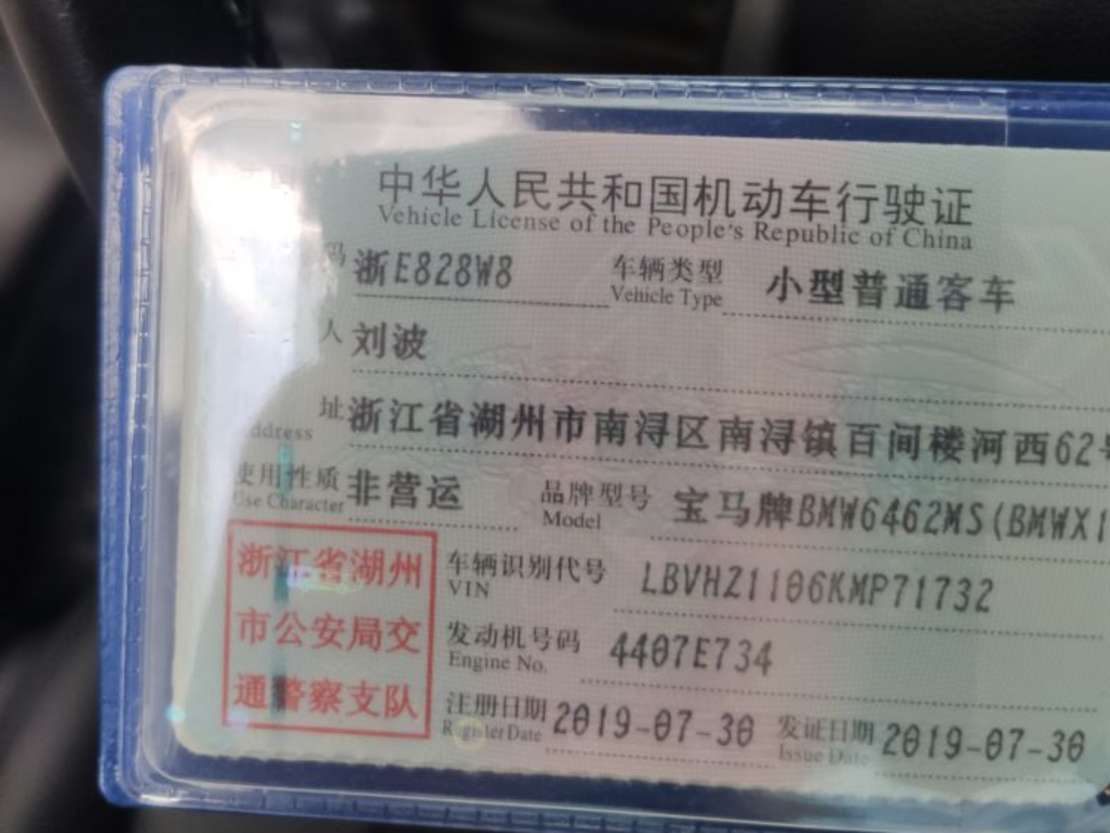 中华人民共和国机动车行驶证
Vehicle License of the People's Republic of China
码 浙E828W8 车辆类型 小型普通客车
Vehicle Type
人 刘波
址 浙江省湖州市南浔区南浔镇百间楼河西62号
Address
使用性质 非营运 品牌型号 宝马牌BMW6462MS(BMWX1
Use Character Model
浙江省湖州
市公安局交
通警察支队
车辆识别代号 LBVHZ1106KMP71732
VIN
发动机号码 4407E734
Engine No.
注册日期 2019-07-30 发证日期 2019-07-30
Register Date Issue Date